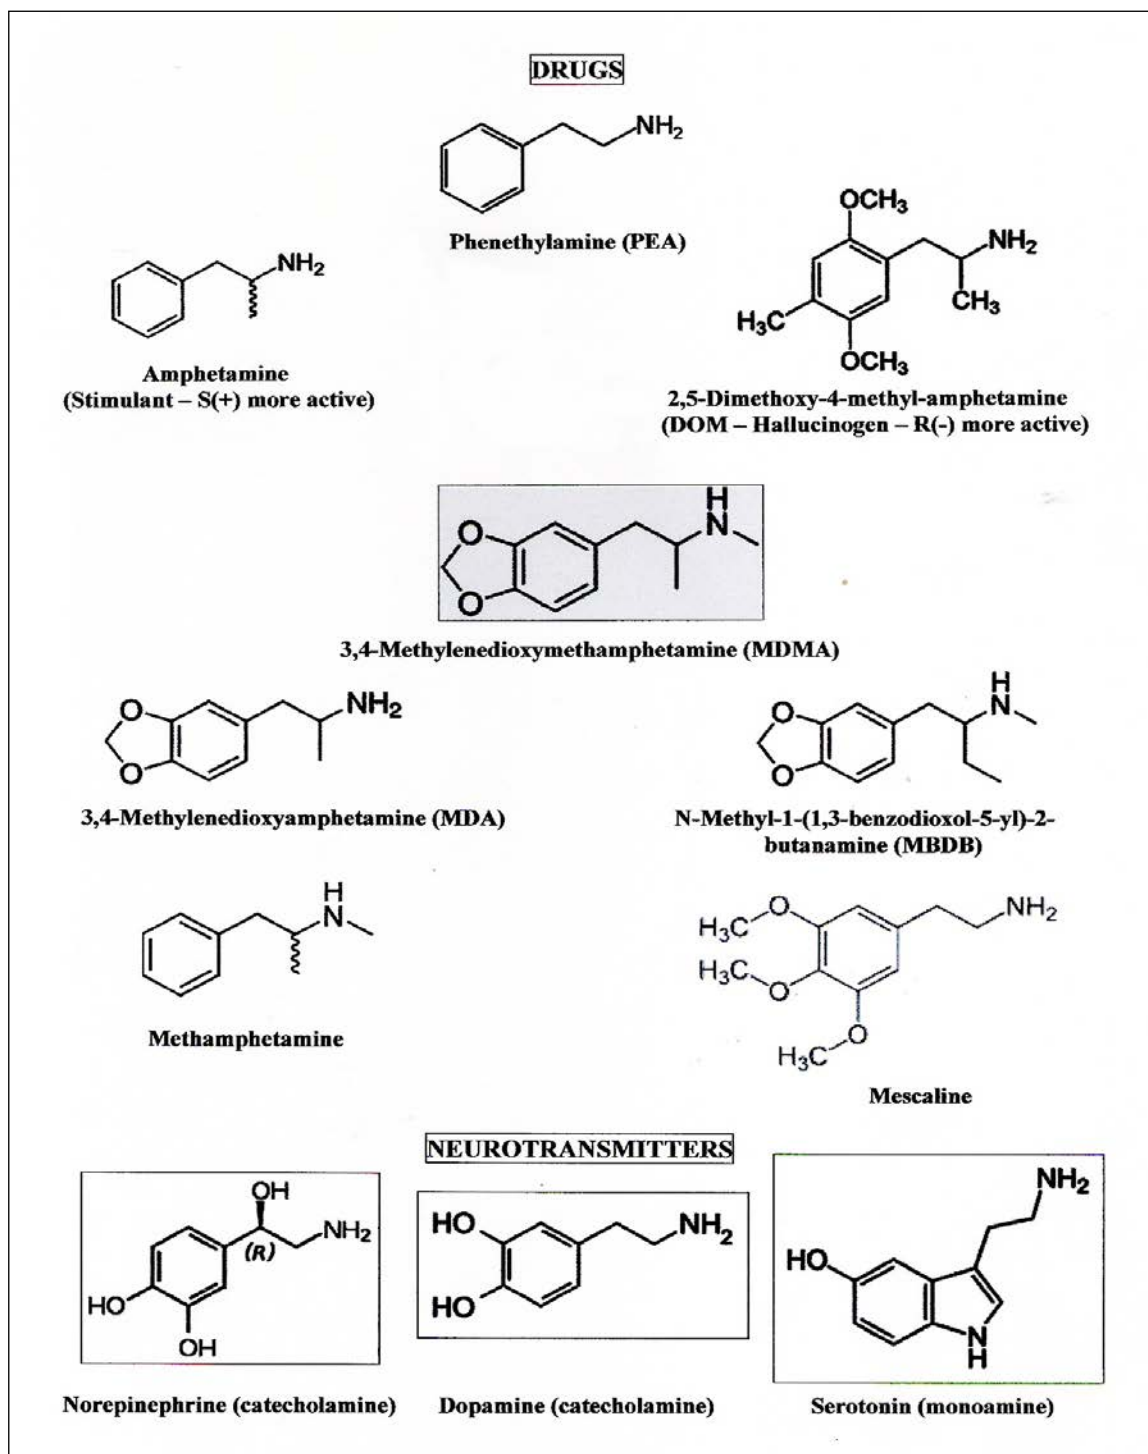 DRUGS
NH2
Phenethylamine (PEA)
NH2
Amphetamine
(Stimulant – S(+) more active)
OCH3
NH2
H3C
CH3
OCH3
2,5-Dimethoxy-4-methyl-amphetamine
(DOM – Hallucinogen – R(-) more active)
H
N
O
O
3,4-Methylenedioxymethamphetamine (MDMA)
O
NH2
O
3,4-Methylenedioxyamphetamine (MDA)
H
N
O
O
N-Methyl-1-(1,3-benzodioxol-5-yl)-2-
butanamine (MBDB)
H
N
Methamphetamine
O
NH2
H3C
H3C
O
O
H3C
Mescaline
NEUROTRANSMITTERS
OH
NH2
(R)
HO
OH
Norepinephrine (catecholamine)
HO
NH2
HO
Dopamine (catecholamine)
NH2
HO
N
H
Serotonin (monoamine)